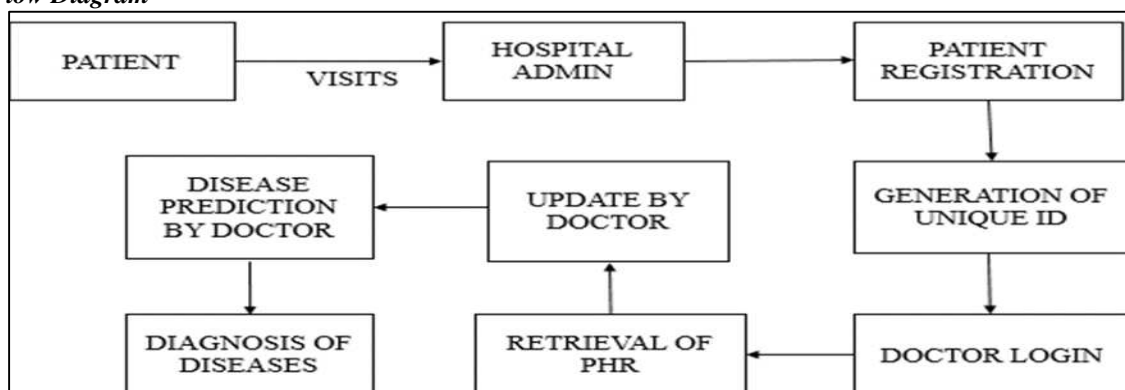 low Diagram
PATIENT
VISITS
HOSPITAL
ADMIN
PATIENT
REGISTRATION
GENERATION OF
UNIQUE ID
DOCTOR LOGIN
RETRIEVAL OF
PHR
UPDATE BY
DOCTOR
DISEASE
PREDICTION
BY DOCTOR
DIAGNOSIS OF
DISEASES